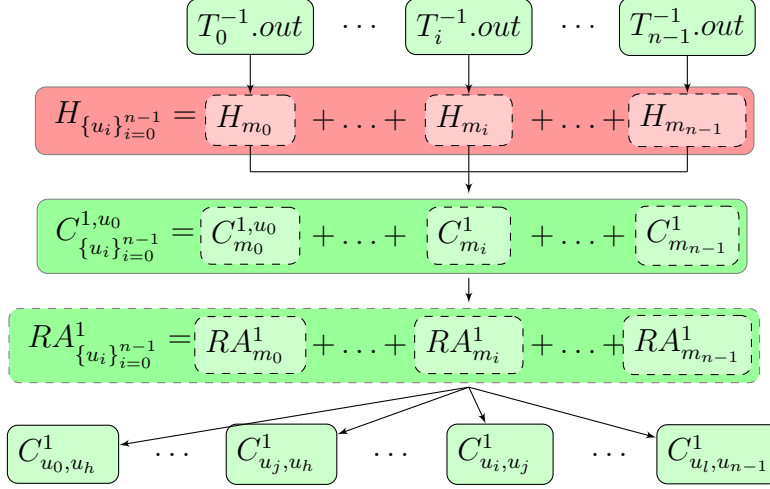 T_0^{-1}.out ⋯ T_i^{-1}.out ⋯ T_{n-1}^{-1}.out
H_{\{u_i\}_{i=0}^{n-1}} = H_{m_0} + … + H_{m_i} + … + H_{m_{n-1}}
C^{1,u_0}_{\{u_i\}_{i=0}^{n-1}} = C^{1,u_0}_{m_0} + … + C^1_{m_i} + … + C^1_{m_{n-1}}
RA^1_{\{u_i\}_{i=0}^{n-1}} = RA^1_{m_0} + … + RA^1_{m_i} + … + RA^1_{m_{n-1}}
C^1_{u_0,u_h} ⋯ C^1_{u_j,u_h} ⋯ C^1_{u_i,u_j} ⋯ C^1_{u_l,u_{n-1}}